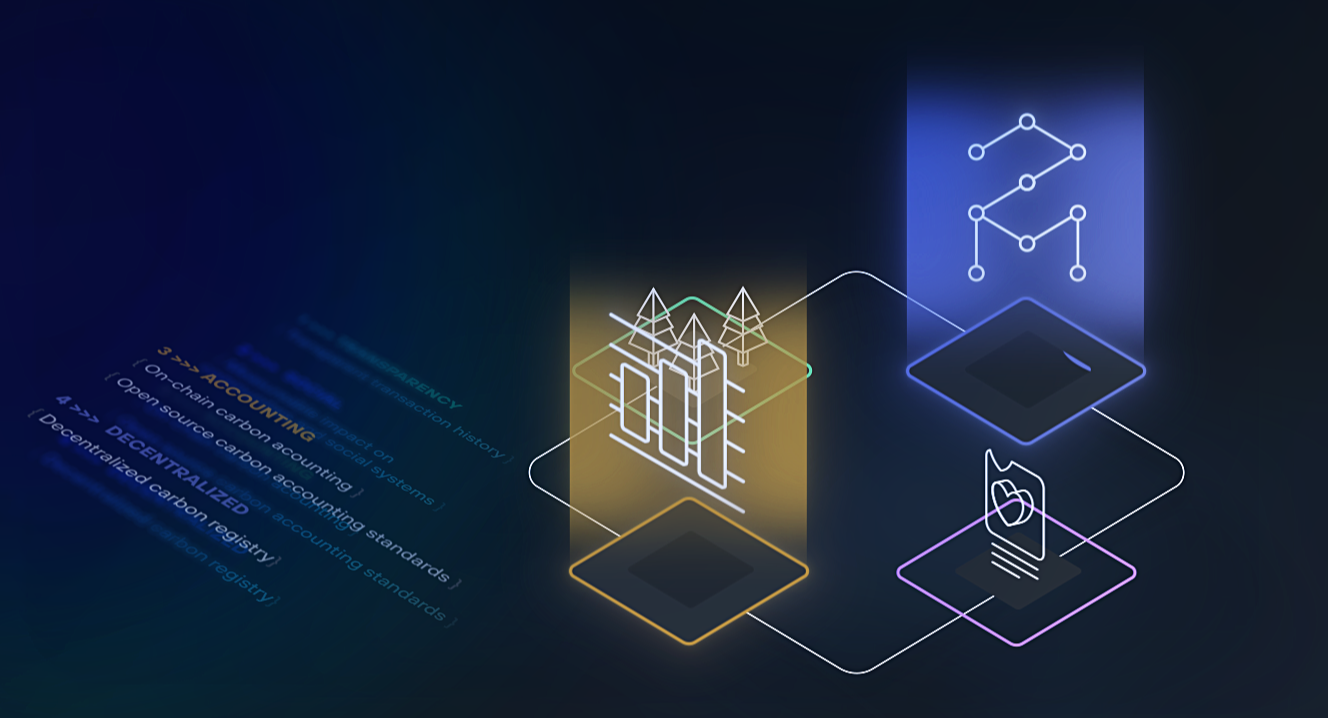 TRANSPARENCY
transaction history }
impact on
social systems }
3 >>> ACCOUNTING
{ On-chain carbon acounting }
{ Open source carbon accounting standards }
accounting standards }
4 >>> DECENTRALIZED
{ Decentralized carbon registry}
carbon registry}